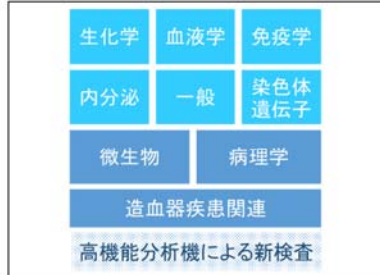 生化学 血液学 免疫学
内分泌 一般 染色体
遺伝子
微生物 病理学
造血器疾患関連
高機能分析機による新検査